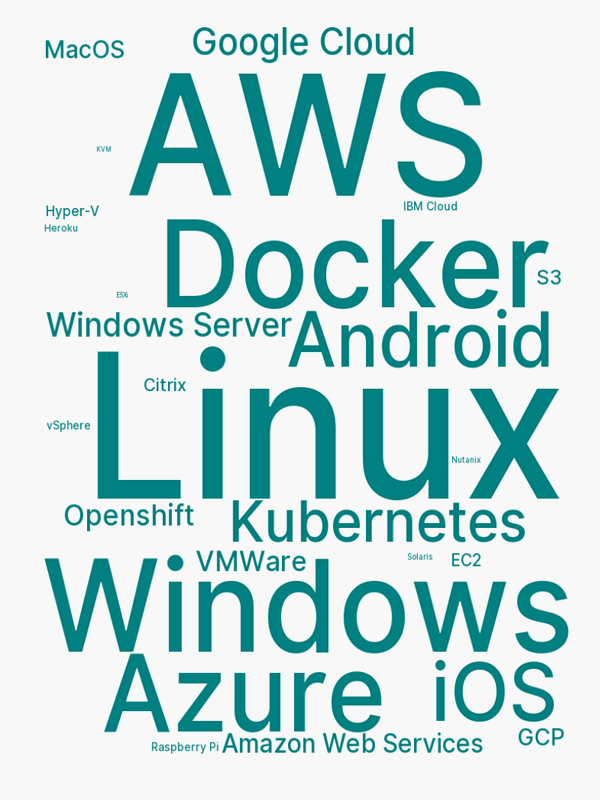 Google Cloud
MacOS
AWS
KVM
IBM Cloud
Hyper-V
Heroku
Docker
S3
ESXi
Windows Server
Android
Linux
Citrix
vSphere
Nutanix
Openshift
Kubernetes
Solaris
VMWare
EC2
Windows
Azure
iOS
GCP
Raspberry Pi
Amazon Web Services